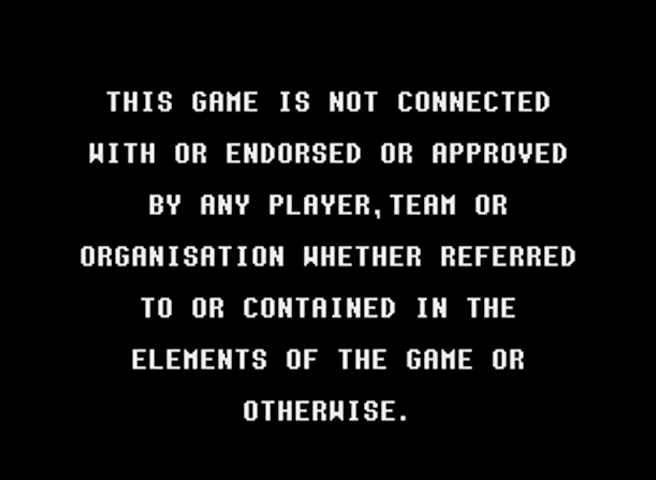 THIS GAME IS NOT CONNECTED
WITH OR ENDORSED OR APPROVED
BY ANY PLAYER,TEAM OR
ORGANISATION WHETHER REFERRED
TO OR CONTAINED IN THE
ELEMENTS OF THE GAME OR
OTHERWISE.